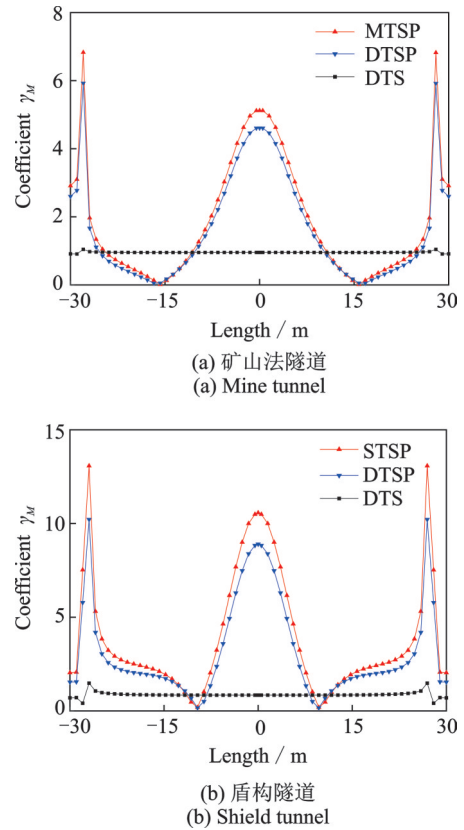 8
6
4
2
0
Coefficient γM
MTSP
DTSP
DTS
−30
−15
0
15
30
Length / m
(a) 矿山法隧道
(a) Mine tunnel
15
10
5
0
Coefficient γM
STSP
DTSP
DTS
−30
−15
0
15
30
Length / m
(b) 盾构隧道
(b) Shield tunnel